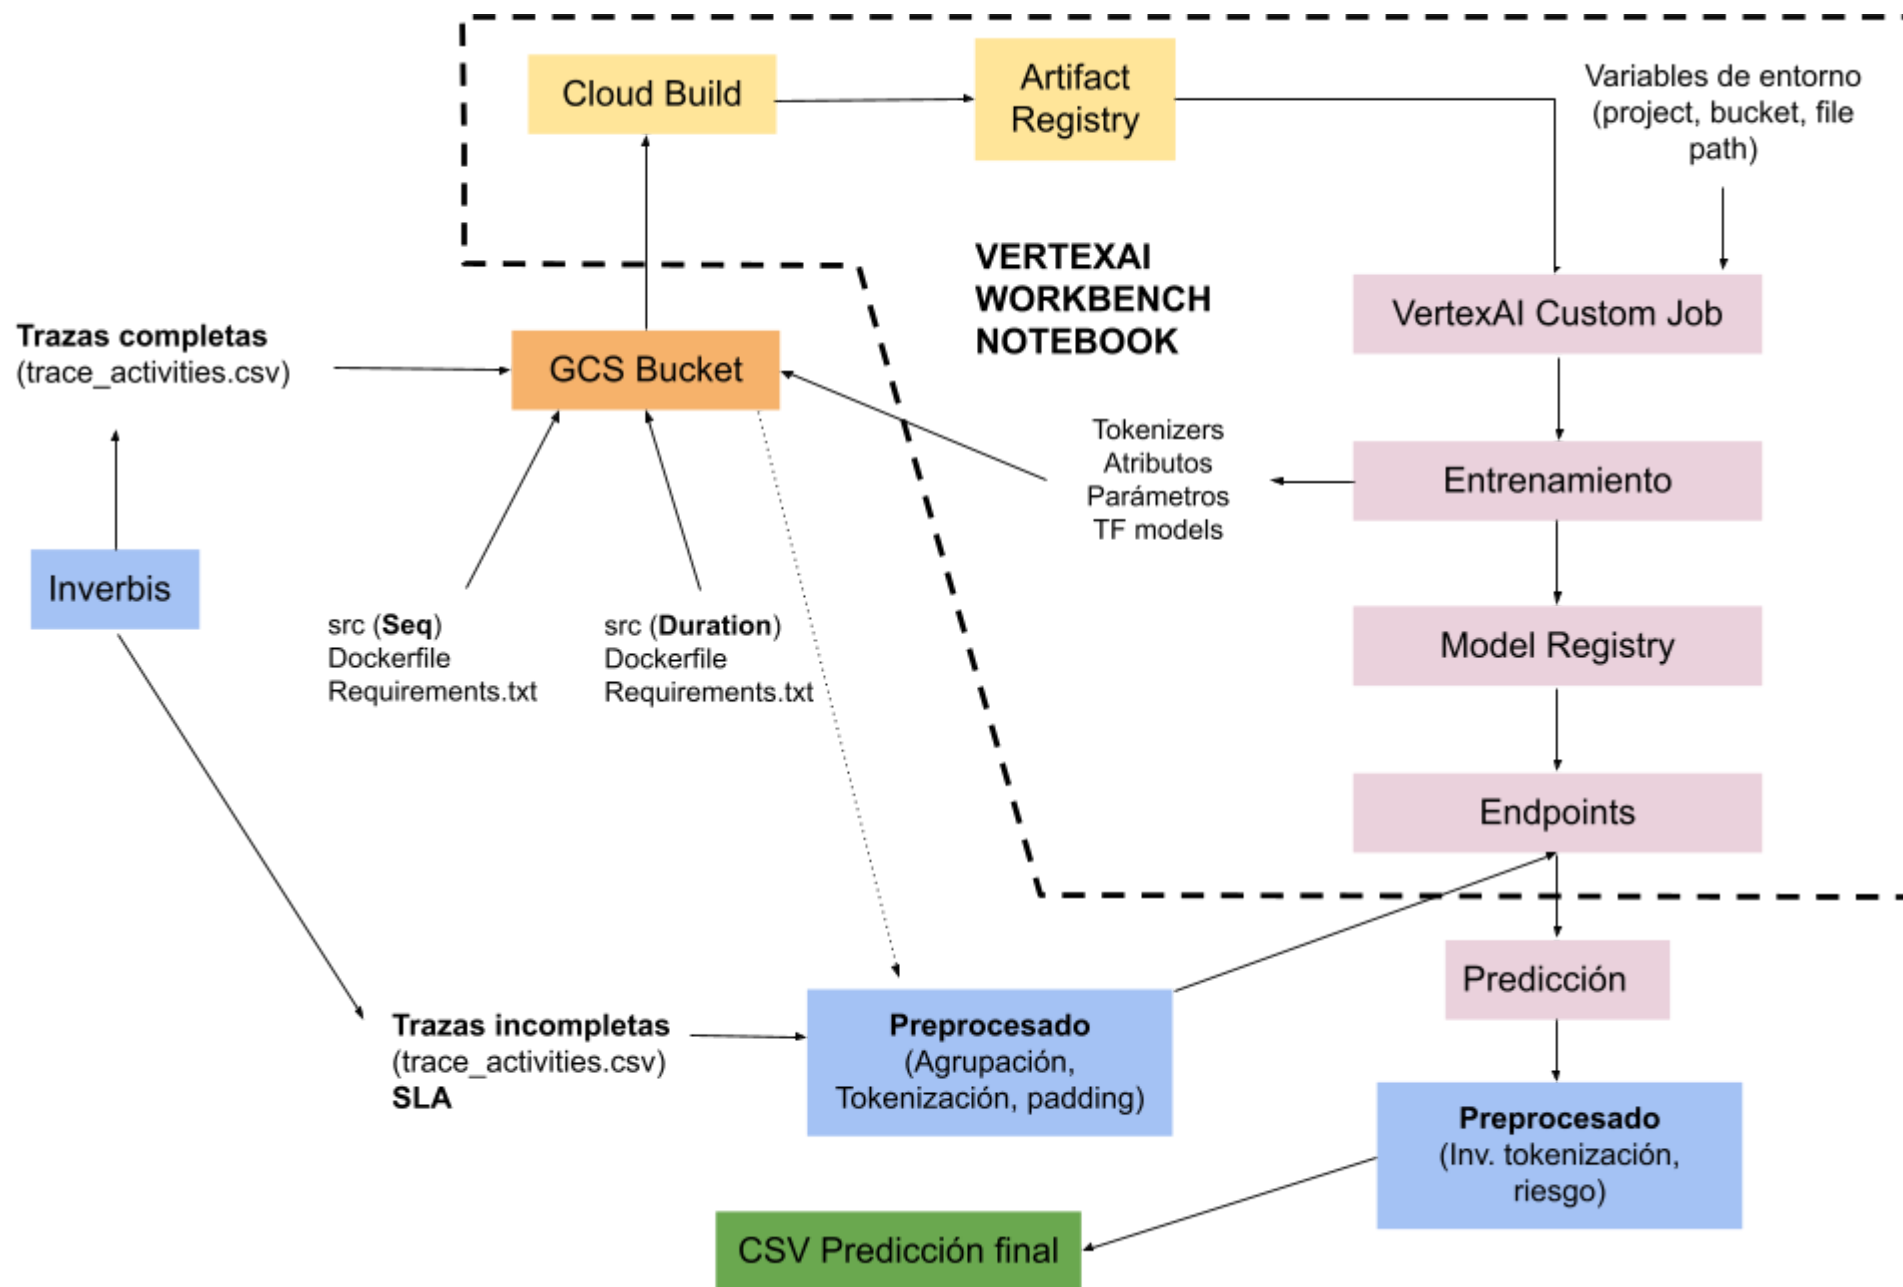 Cloud Build
Artifact
Registry
Variables de entorno
(project, bucket, file
path)
VERTEXAI
WORKBENCH
NOTEBOOK
VertexAI Custom Job
Trazas completas
(trace_activities.csv)
GCS Bucket
Tokenizers
Atributos
Parámetros
TF models
Entrenamiento
Inverbis
src (Seq)
Dockerfile
Requirements.txt
src (Duration)
Dockerfile
Requirements.txt
Model Registry
Endpoints
Predicción
Trazas incompletas
(trace_activities.csv)
SLA
Preprocesado
(Agrupación,
Tokenización, padding)
Preprocesado
(Inv. tokenización,
riesgo)
CSV Predicción final